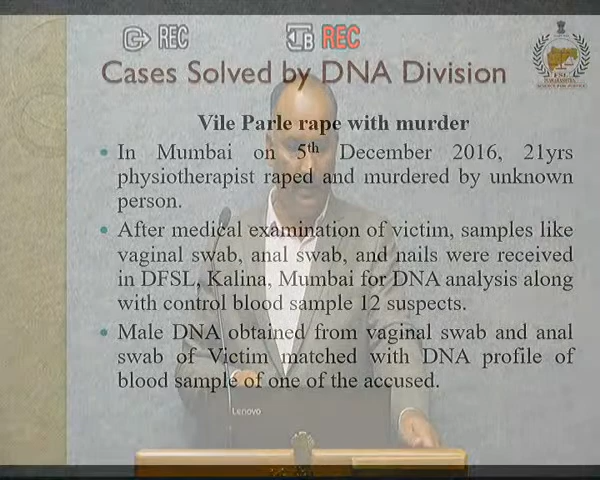 REC
B REC
Cases Solved by DNA Division
Vile Parle rape with murder
• In Mumbai on 5th December 2016, 21yrs
physiotherapist raped and murdered by unknown
person.
• After medical examination of victim, samples like
vaginal swab, anal swab, and nails were received
in DFSL, Kalina, Mumbai for DNA analysis along
with control blood sample 12 suspects.
• Male DNA obtained from vaginal swab and anal
swab of Victim matched with DNA profile of
blood sample of one of the accused.
Lenovo